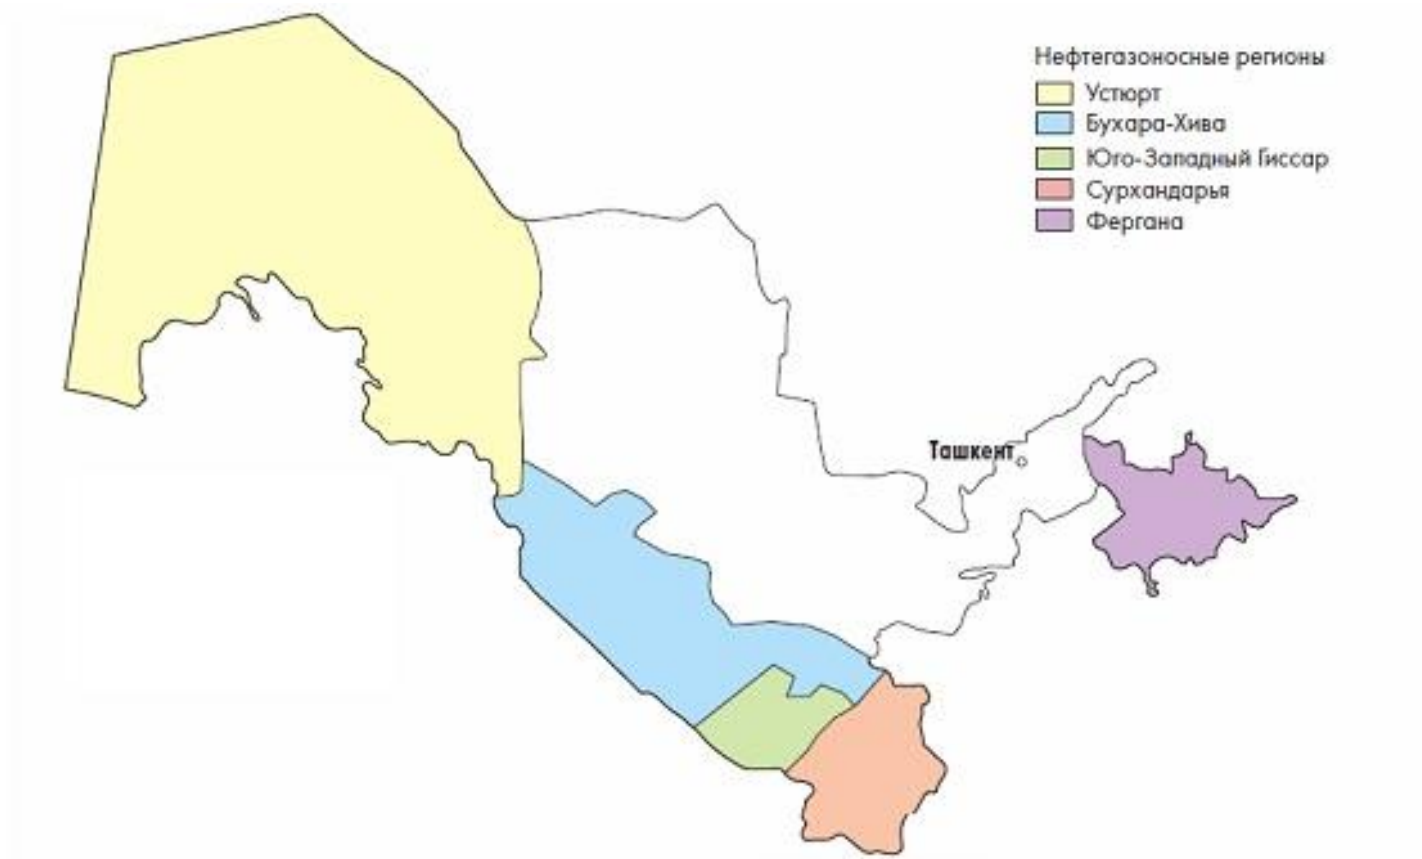 Нефтегазоносные регионы
Устюрт
Бухара-Хива
Юго-Западный Гиссар
Сурхандарья
Фергана
Ташкент